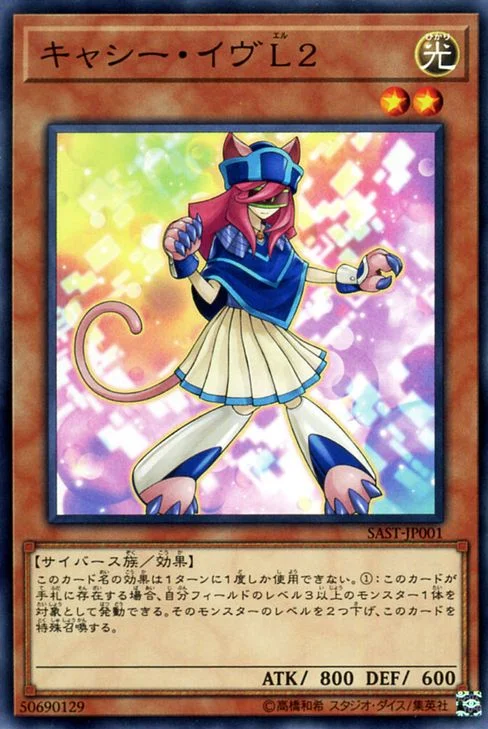 キャシー・イヴL2
エル
光
ひかり
SAST-JP001
【サイバース族／効果】
このカード名の効果は１ターンに１度しか使用できない。①：このカードが
手札に存在する場合、自分フィールドのレベル３以上のモンスター１体を
対象として発動できる。そのモンスターのレベルを２つ下げ、このカードを
特殊召喚する。
ATK/ 800 DEF/ 600
50690129
©高橋和希 スタジオ・ダイス/集英社